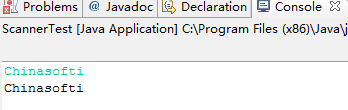 Problems @ Javadoc Declaration Console
ScannerTest [Java Application] C:\Program Files (x86)\Java\j
Chinasofti
Chinasofti